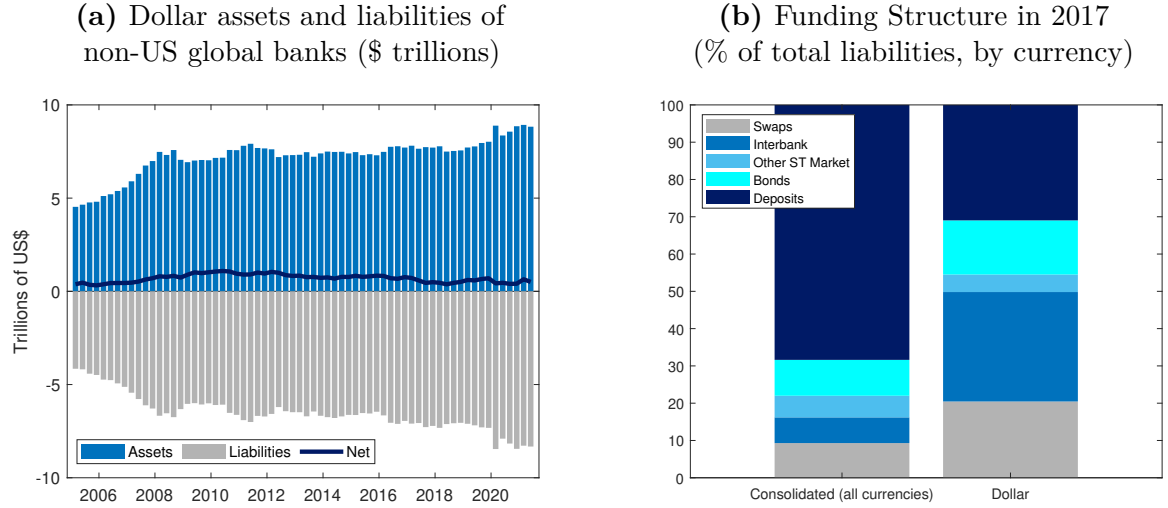 (a) Dollar assets and liabilities of
non-US global banks ($ trillions)
Trillions of US$
10
5
0
-5
-10
Assets
Liabilities
Net
2006
2008
2010
2012
2014
2016
2018
2020
(b) Funding Structure in 2017
(% of total liabilities, by currency)
100
90
80
70
60
50
40
30
20
10
0
Swaps
Interbank
Other ST Market
Bonds
Deposits
Consolidated (all currencies)
Dollar